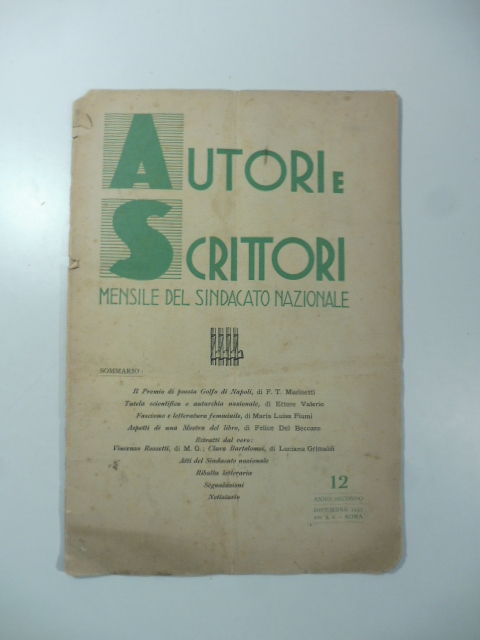 AUTORI E
SCRITTORI
MENSILE DEL SINDACATO NAZIONALE
SOMMARIO
Il Premio di poesia Golfo di Napoli, di F. T. Marinetti
Tutela scientifica e autarchia nazionale, di Ettore Valerio
Fascismo e letteratura femminile, di Maria Luisa Fiumi
Aspetti di una Mostra del libro, di Felice Del Beccaro
Ritratti dal vero:
Vincenzo Rossetti, di M. G.; Clara Bartolomei, di Luciana Grimaldi
Atti del Sindacato nazionale
Ribalta letteraria
Segnalazioni
Notiziario
12
ANNO SECONDO
DICEMBRE
ROMA